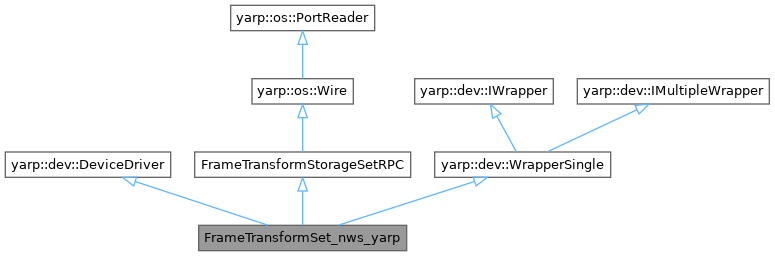 yarp::os::PortReader
yarp::os::Wire
yarp::dev::IWrapper
yarp::dev::IMultipleWrapper
yarp::dev::DeviceDriver
FrameTransformStorageSetRPC
yarp::dev::WrapperSingle
FrameTransformSet_nws_yarp